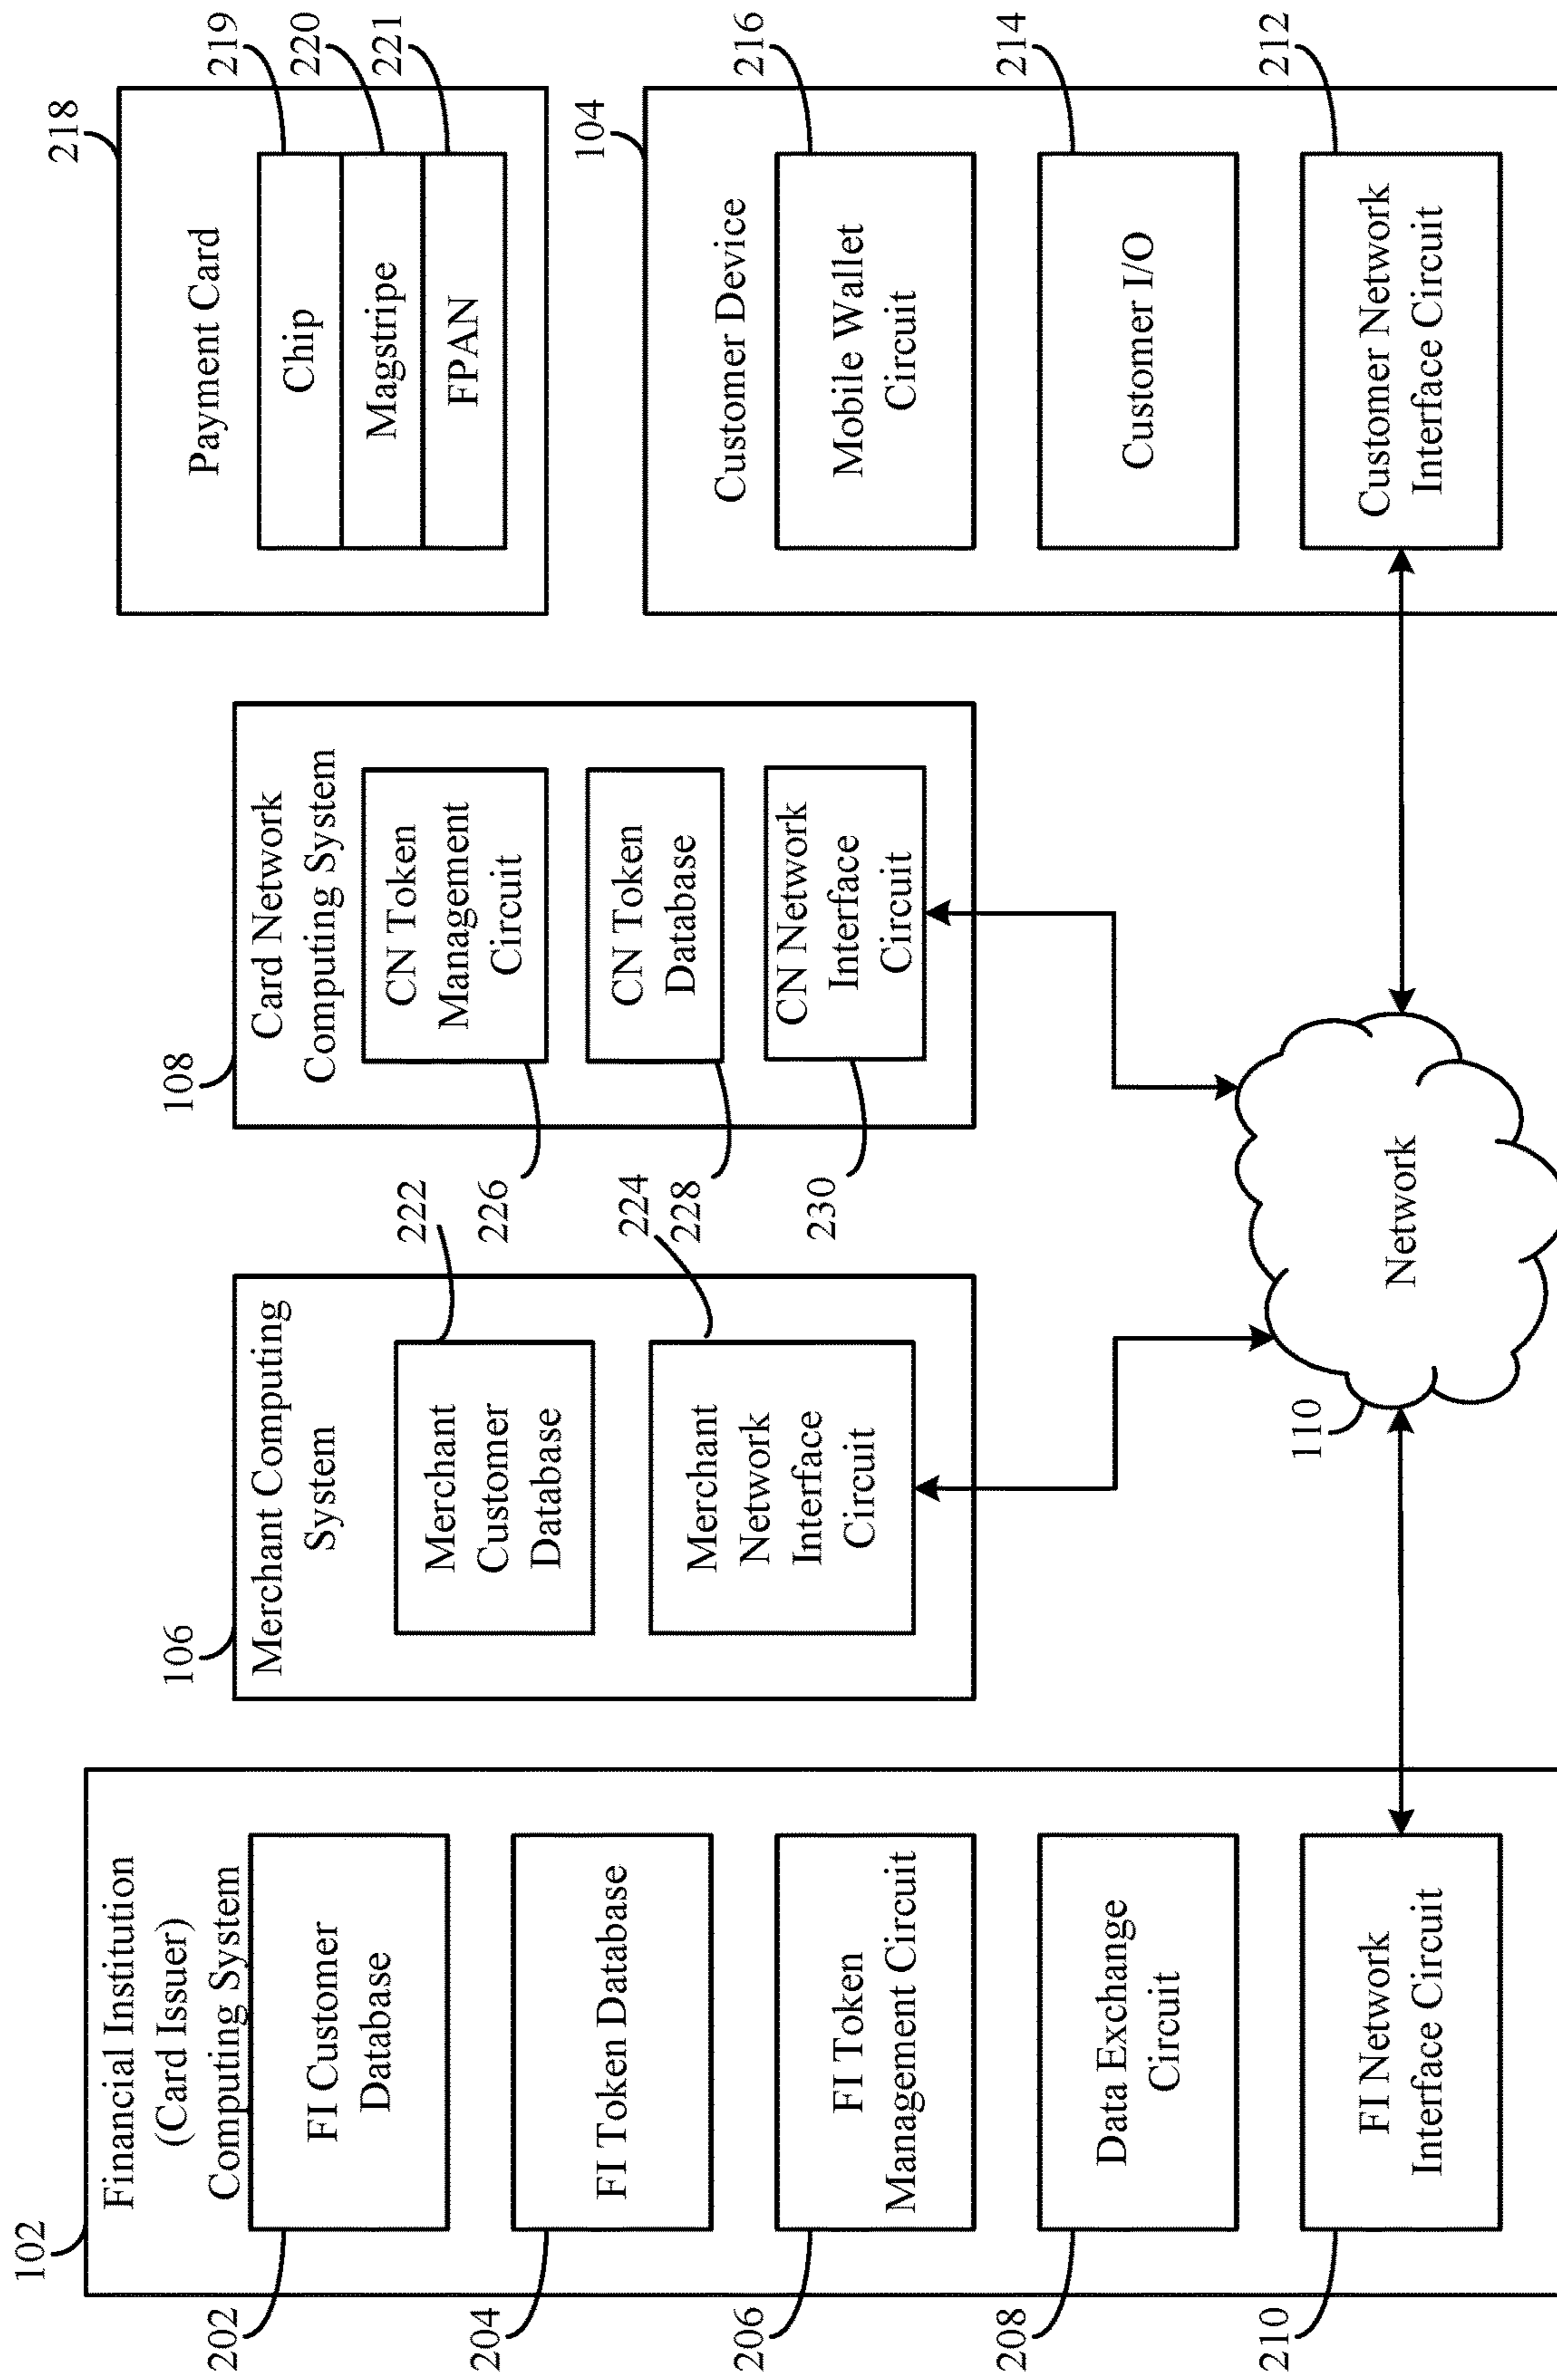 102
Financial Institution
(Card Issuer)
Computing System
202
FI Customer
Database
204
FI Token Database
206
FI Token
Management Circuit
208
Data Exchange
Circuit
210
FI Network
Interface Circuit
106
Merchant Computing
System
222
Merchant
Customer
Database
224
Merchant
Network
Interface
Circuit
108
Card Network
Computing System
226
CN Token
Management
Circuit
228
CN Token
Database
230
CN Network
Interface
Circuit
110
Network
218
Payment Card
219
Chip
220
Magstripe
221
FPAN
104
Customer Device
216
Mobile Wallet
Circuit
214
Customer I/O
212
Customer Network
Interface Circuit